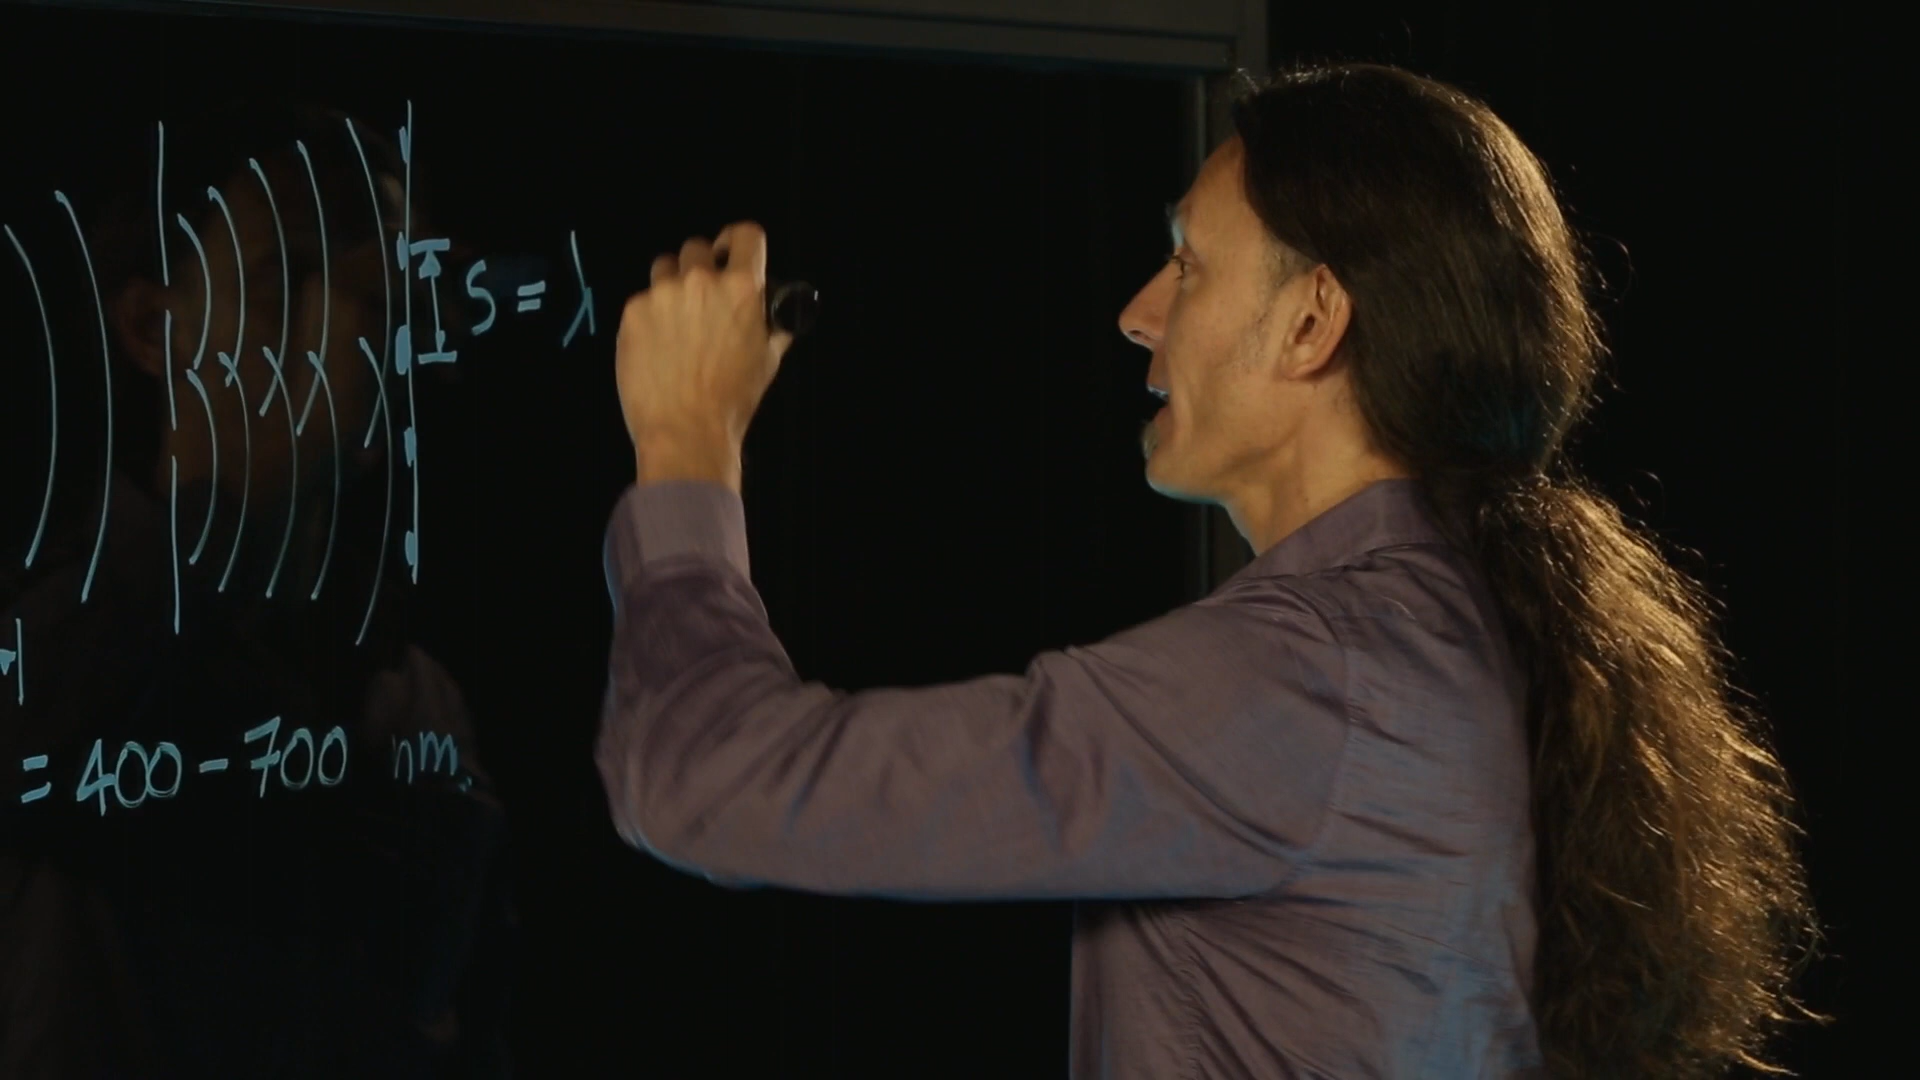 S = λ
= 400 - 700 nm.